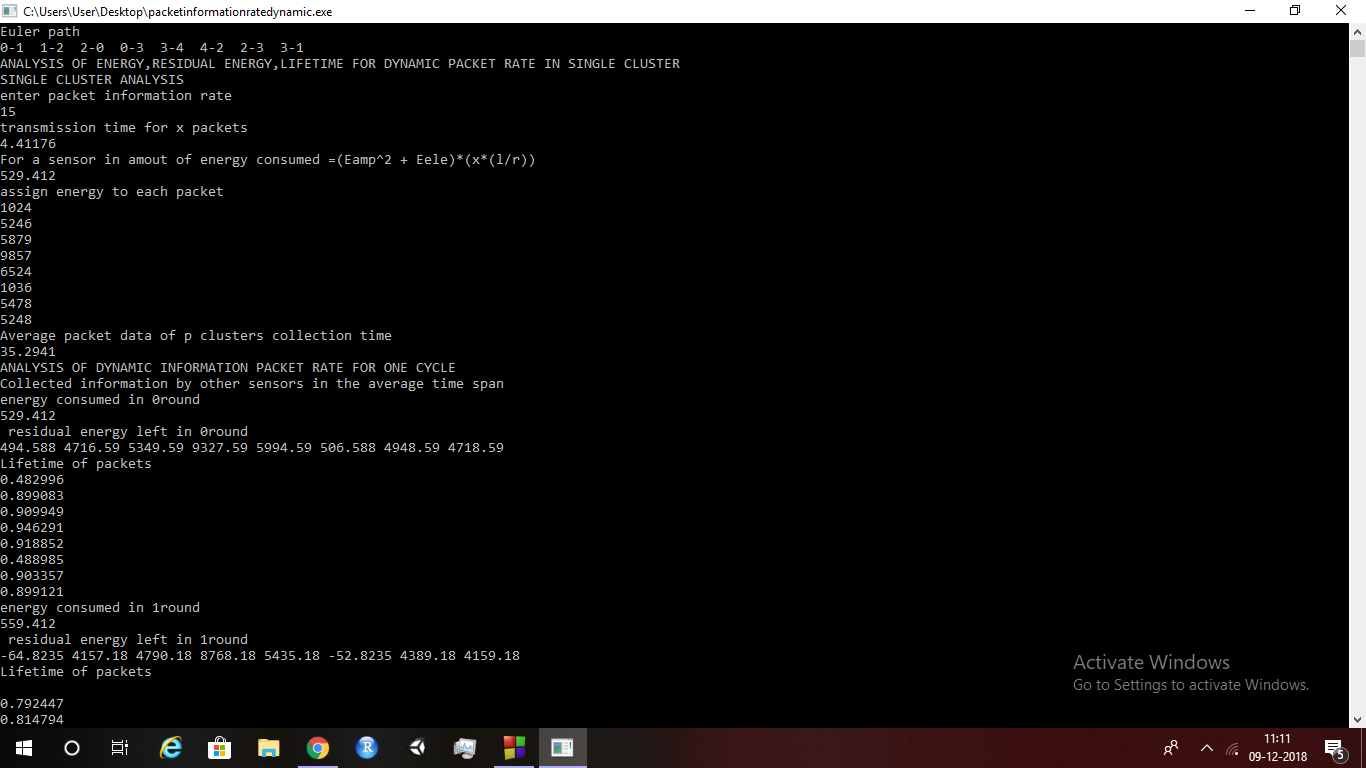 C:\Users\User\Desktop\packetinformationratedynamic.exe
Euler path
0-1  1-2  2-0  0-3  3-4  4-2  2-3  3-1
ANALYSIS OF ENERGY,RESIDUAL ENERGY,LIFETIME FOR DYNAMIC PACKET RATE IN SINGLE CLUSTER
SINGLE CLUSTER ANALYSIS
enter packet information rate
15
transmission time for x packets
4.41176
For a sensor in amout of energy consumed =(Eamp^2 + Eele)*(x*(l/r))
529.412
assign energy to each packet
1024
5246
5879
9857
6524
1036
5478
5248
Average packet data of p clusters collection time
35.2941
ANALYSIS OF DYNAMIC INFORMATION PACKET RATE FOR ONE CYCLE
Collected information by other sensors in the average time span
energy consumed in 0round
529.412
 residual energy left in 0round
494.588 4716.59 5349.59 9327.59 5994.59 506.588 4948.59 4718.59
Lifetime of packets
0.482996
0.899083
0.909949
0.946291
0.918852
0.488985
0.903357
0.899121
energy consumed in 1round
559.412
 residual energy left in 1round
-64.8235 4157.18 4790.18 8768.18 5435.18 -52.8235 4389.18 4159.18
Lifetime of packets
0.792447
0.814794
Activate Windows
Go to Settings to activate Windows.
11:11
09-12-2018
5